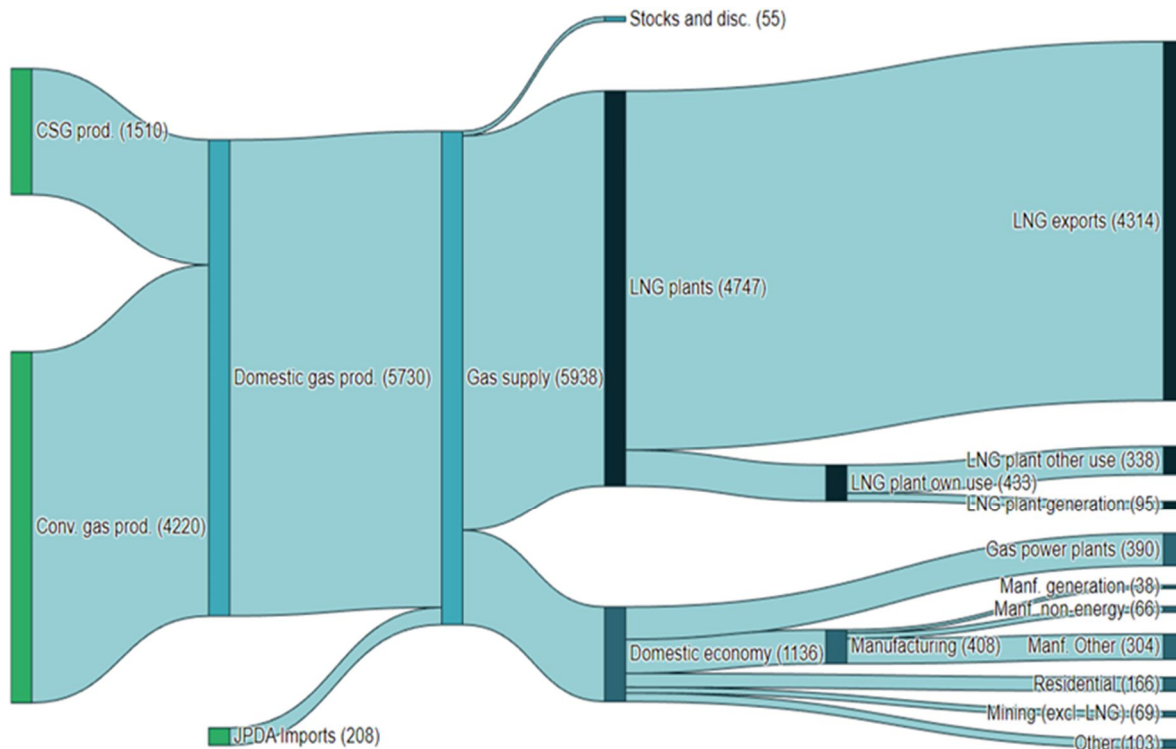 Stocks and disc. (55)
CSG prod. (1510)
LNG exports (4314)
LNG plants (4747)
Domestic gas prod. (5730)
Gas supply (5938)
LNG plant other use (338)
LNG plant own use (433)
LNG plant generation (95)
Conv. gas prod. (4220)
Gas power plants (390)
Manf. generation (38)
Manf. non-energy (66)
Domestic economy (1136)
Manufacturing (408)
Manf. Other (304)
Residential (166)
Mining (excl. LNG) (69)
JPDA Imports (208)
Other (103)